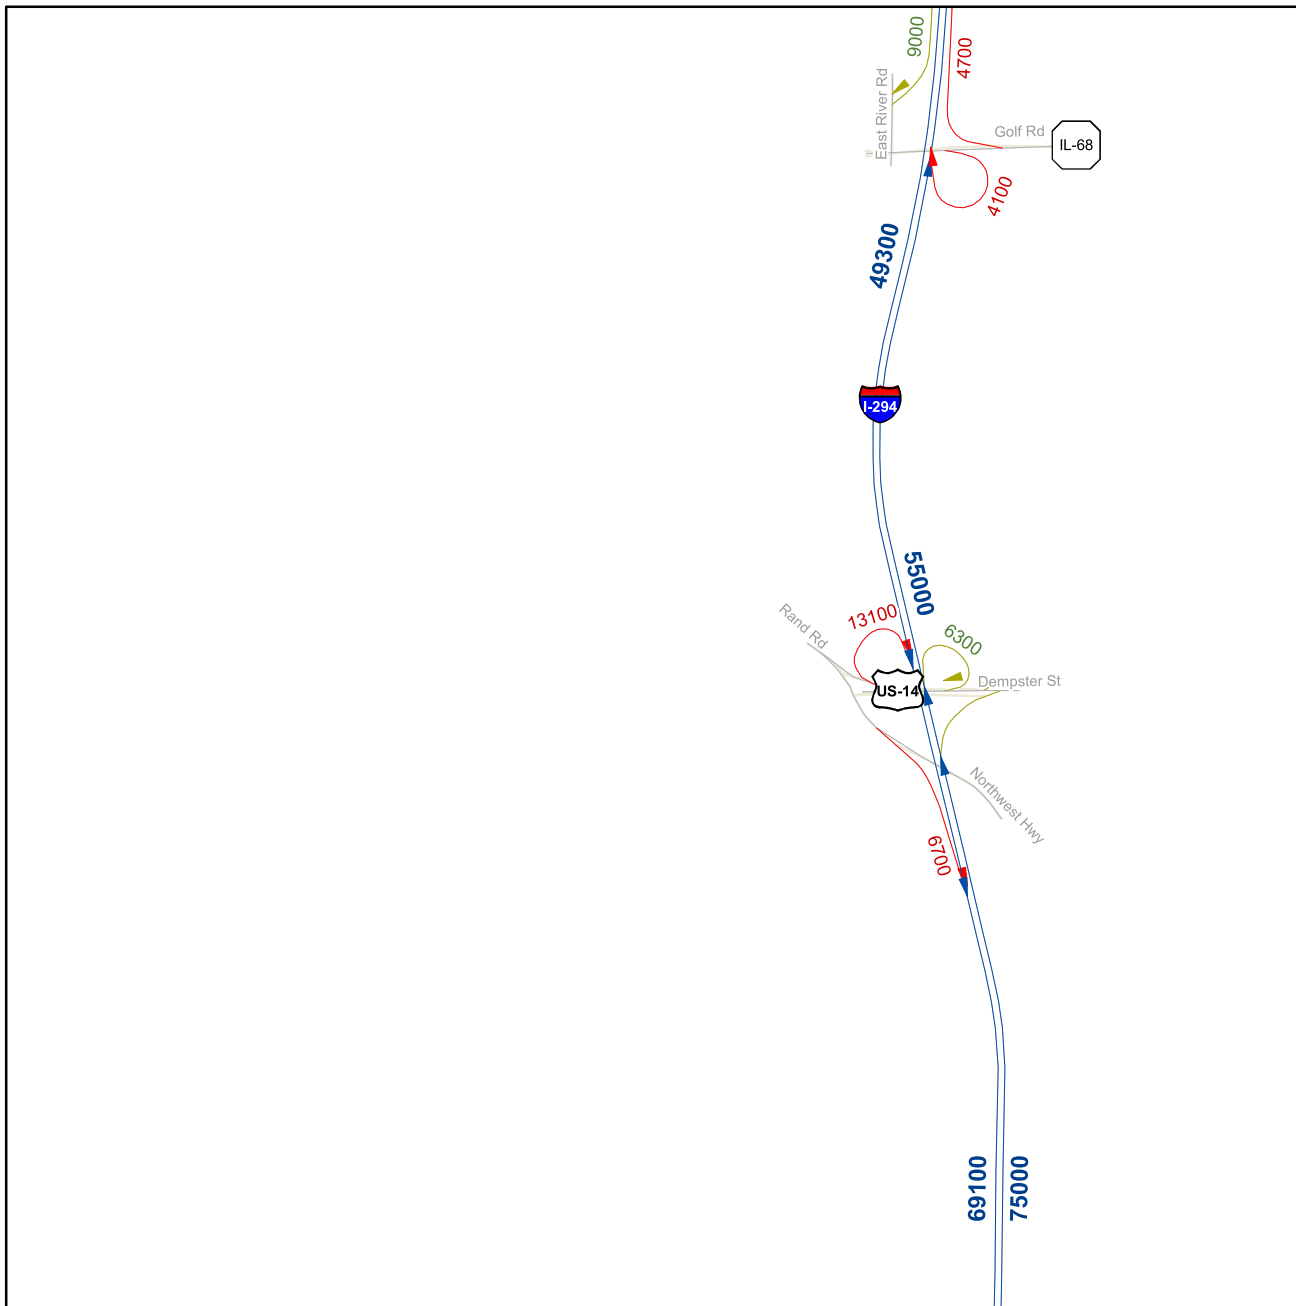 9000
4700
East River Rd
Golf Rd
IL-68
4100
49300
I-294
55000
13100
6300
Rand Rd
US-14
Dempster St
Northwest Hwy
6700
69100
75000